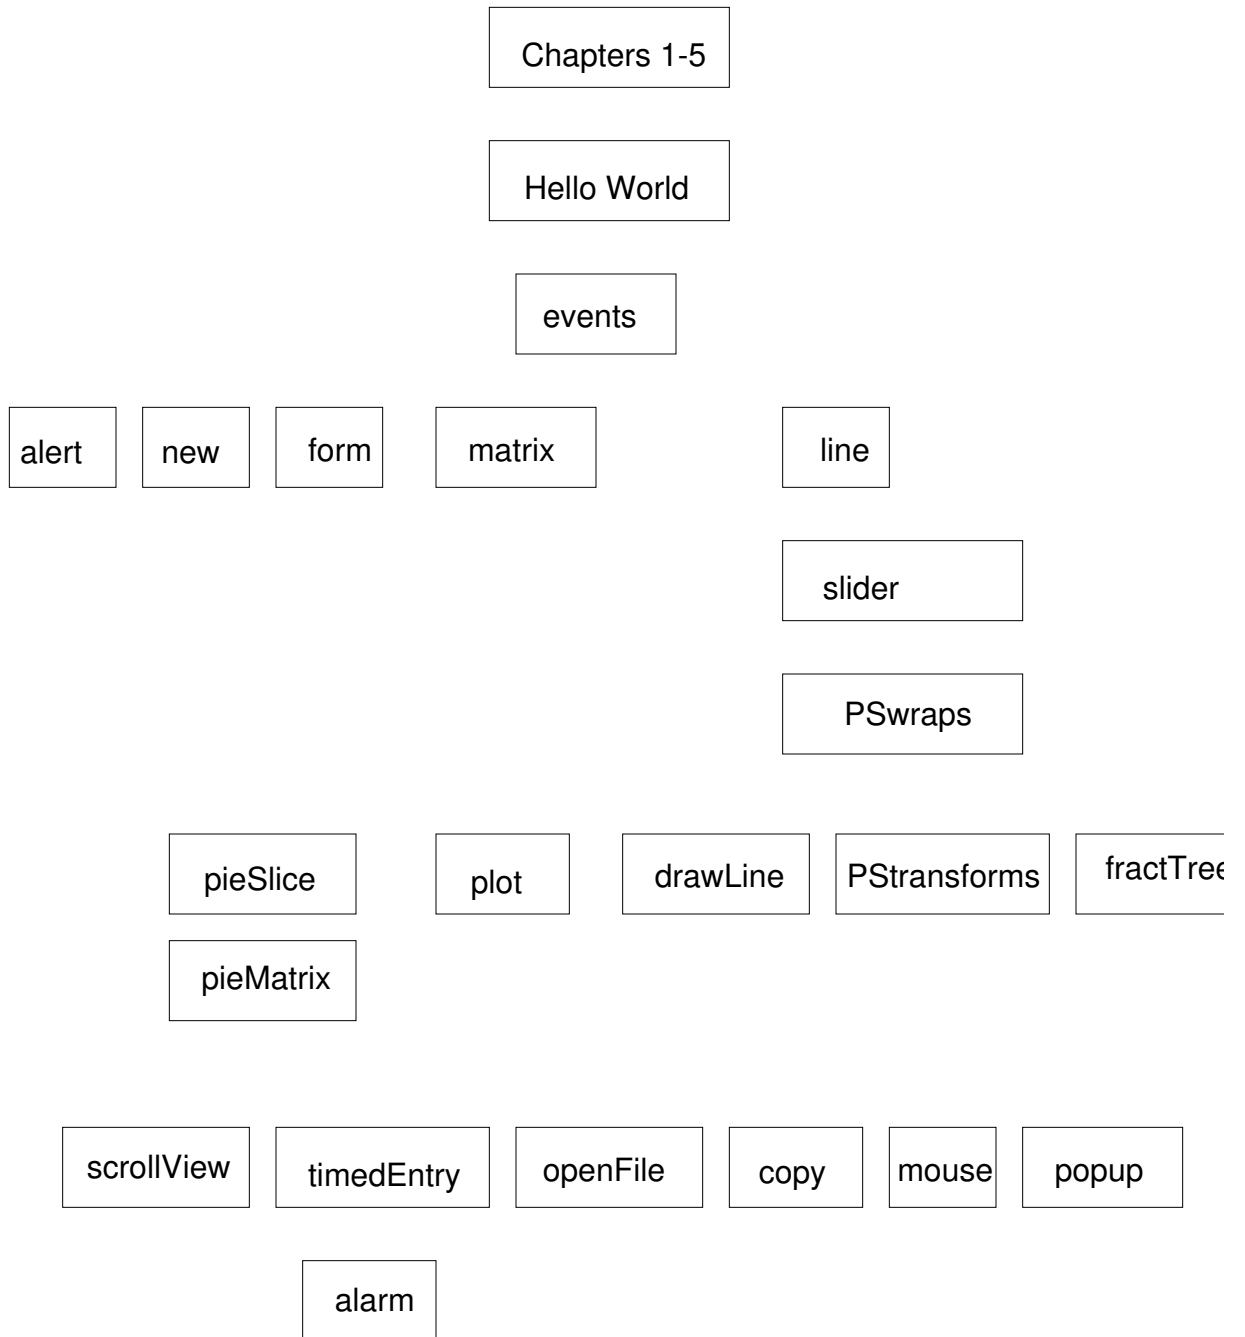 Chapters 1-5
Hello World
events
alert new form matrix line
slider
PSwraps
pieSlice plot drawLine PStransforms fractTree
pieMatrix
scrollView timedEntry openFile copy mouse popup
alarm